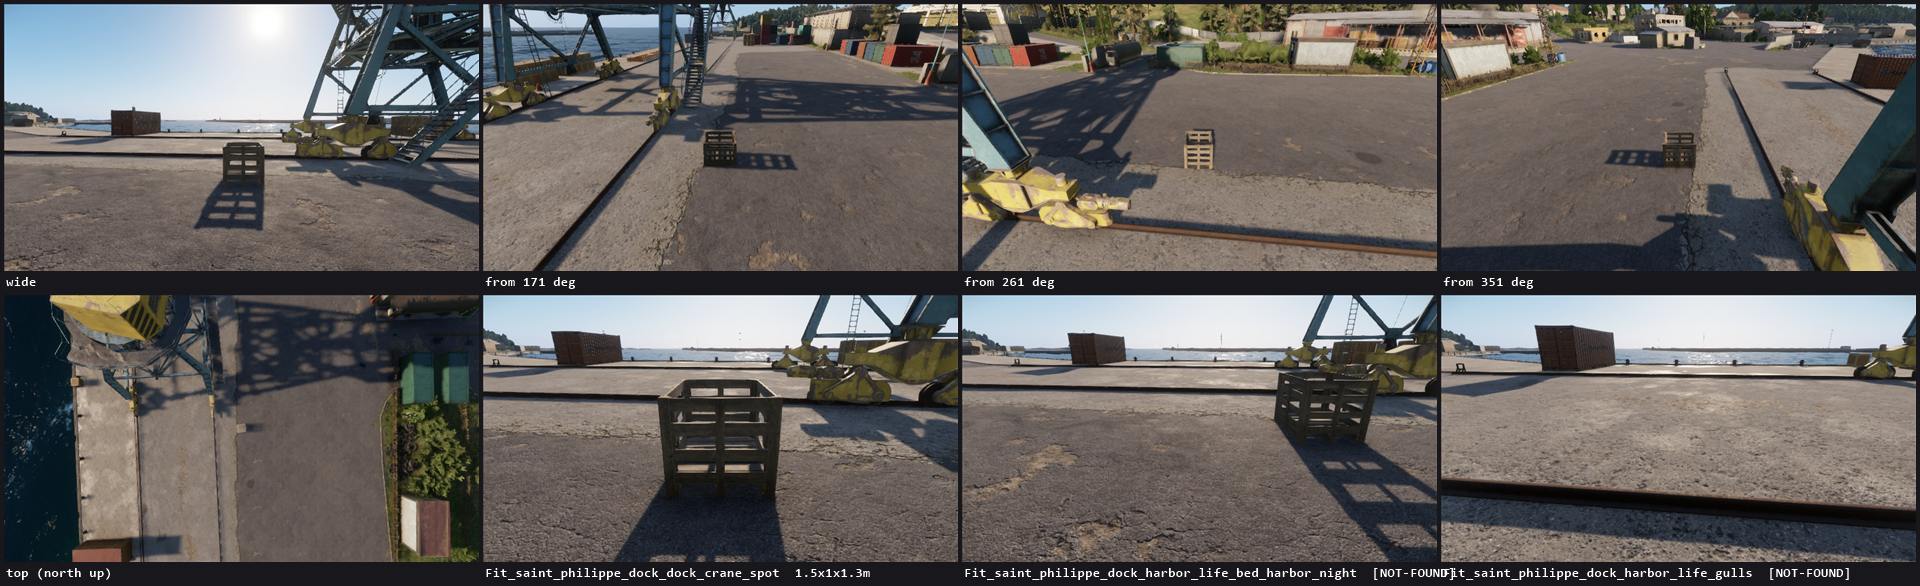 wide
from 171 deg
from 261 deg
from 351 deg
top (north up)
Fit_saint_philippe_dock_dock_crane_spot 1.5x1x1.3m
Fit_saint_philippe_dock_harbor_life_bed_harbor_night [NOT-FOUND]
Fit_saint_philippe_dock_harbor_life_gulls [NOT-FOUND]